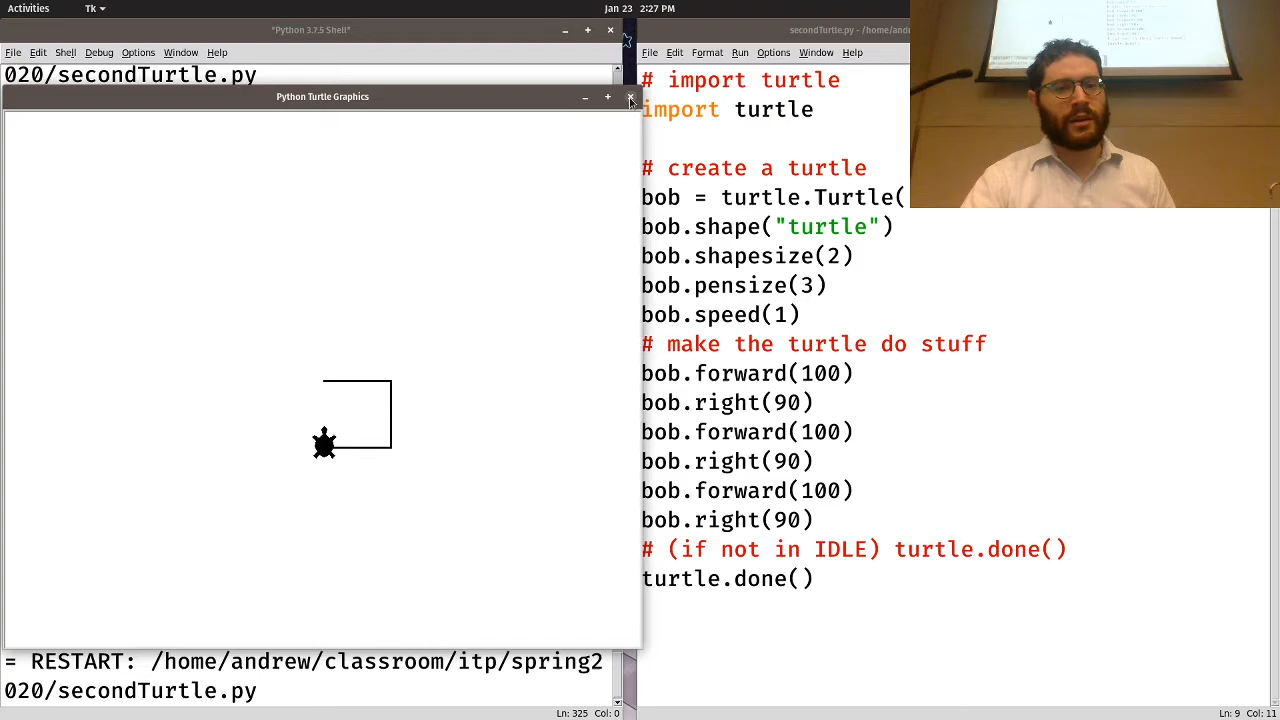 Activities Tk Jan 23 2:27 PM
"Python 3.7.5 Shell"
File Edit Shell Debug Options Window Help
020/secondTurtle.py
Python Turtle Graphics
= RESTART: /home/andrew/classroom/itp/spring2
020/secondTurtle.py
Ln: 325 Col: 0
secondTurtle.py - /home/and
File Run Options Window Help
# import turtle
import turtle
# create a turtle
bob = turtle.Turtle(
bob.shape("turtle")
bob.shapesize(2)
bob.pensize(3)
bob.speed(1)
# make the turtle do stuff
bob.forward(100)
bob.right(90)
bob.forward(100)
bob.right(90)
bob.forward(100)
bob.right(90)
# (if not in IDLE) turtle.done()
turtle.done()
Ln: 9 Col: 11